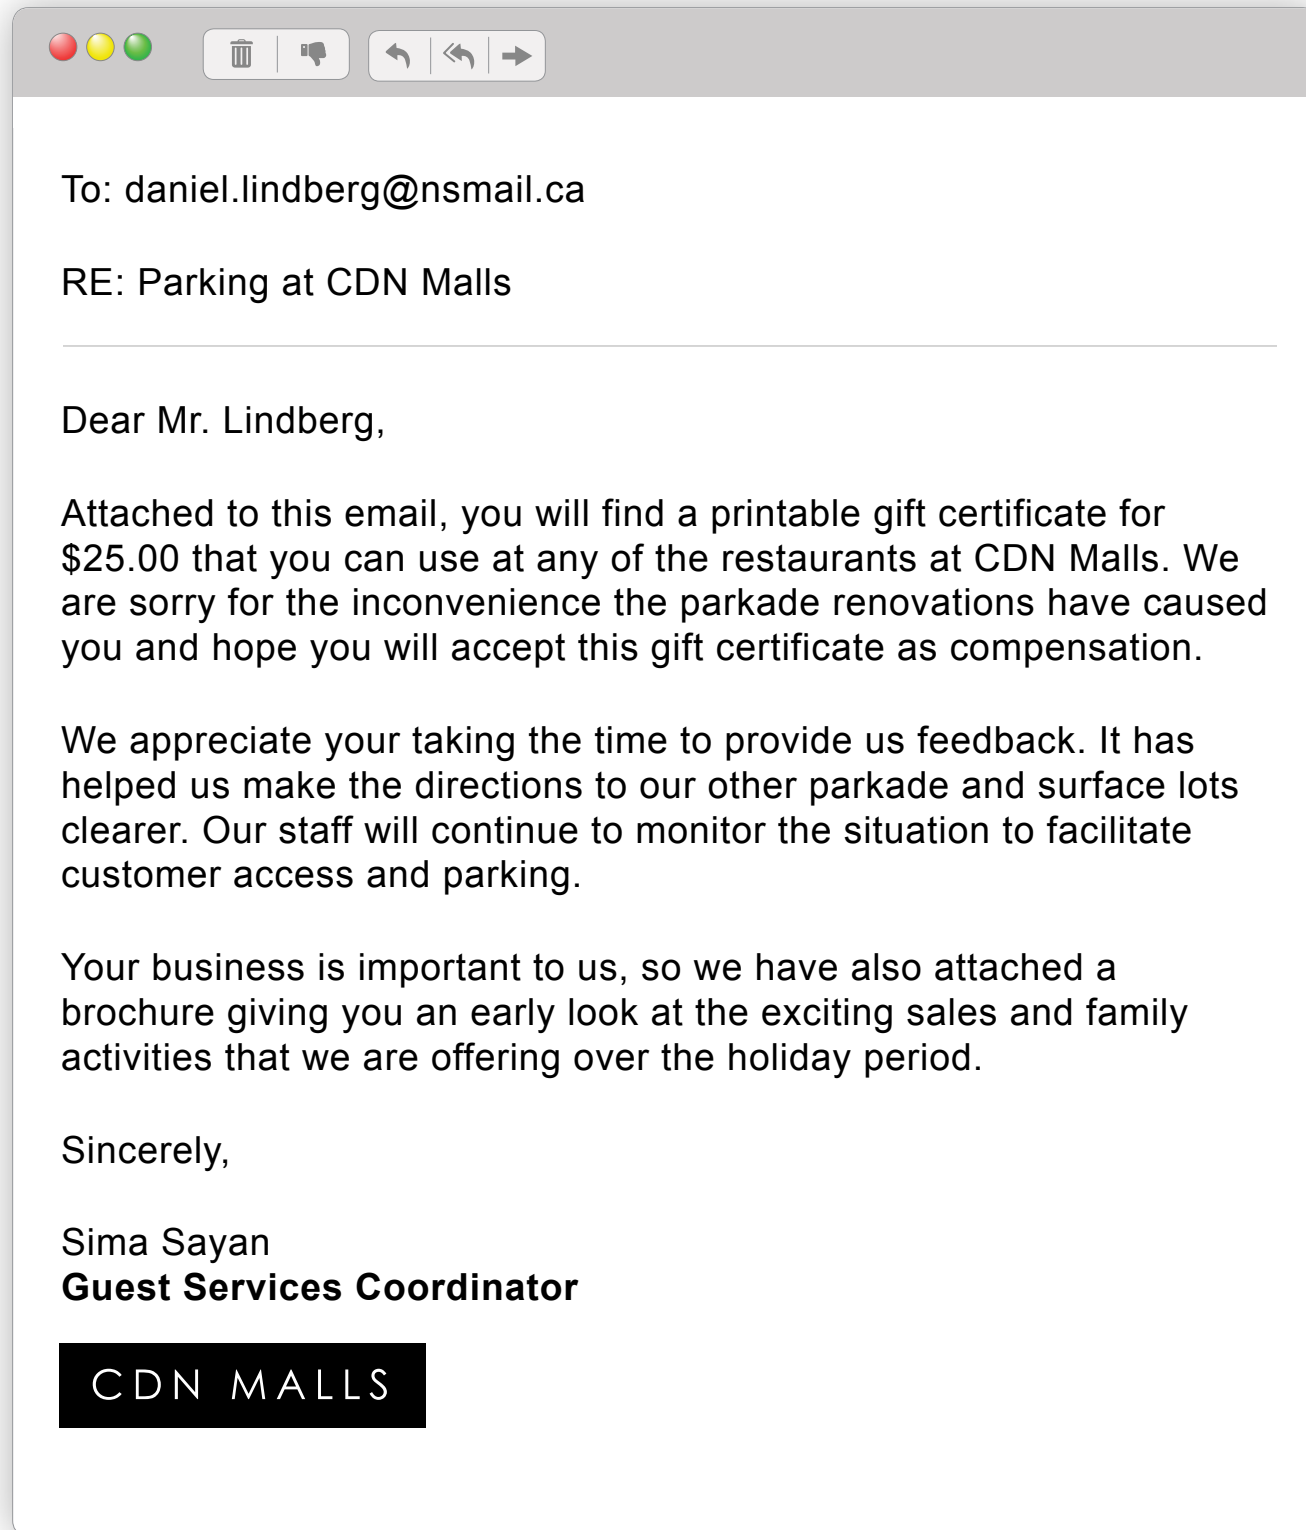 To: daniel.lindberg@nsmail.ca
RE: Parking at CDN Malls
Dear Mr. Lindberg,
Attached to this email, you will find a printable gift certificate for
$25.00 that you can use at any of the restaurants at CDN Malls. We
are sorry for the inconvenience the parkade renovations have caused
you and hope you will accept this gift certificate as compensation.
We appreciate your taking the time to provide us feedback. It has
helped us make the directions to our other parkade and surface lots
clearer. Our staff will continue to monitor the situation to facilitate
customer access and parking.
Your business is important to us, so we have also attached a
brochure giving you an early look at the exciting sales and family
activities that we are offering over the holiday period.
Sincerely,
Sima Sayan
Guest Services Coordinator
CDN MALLS